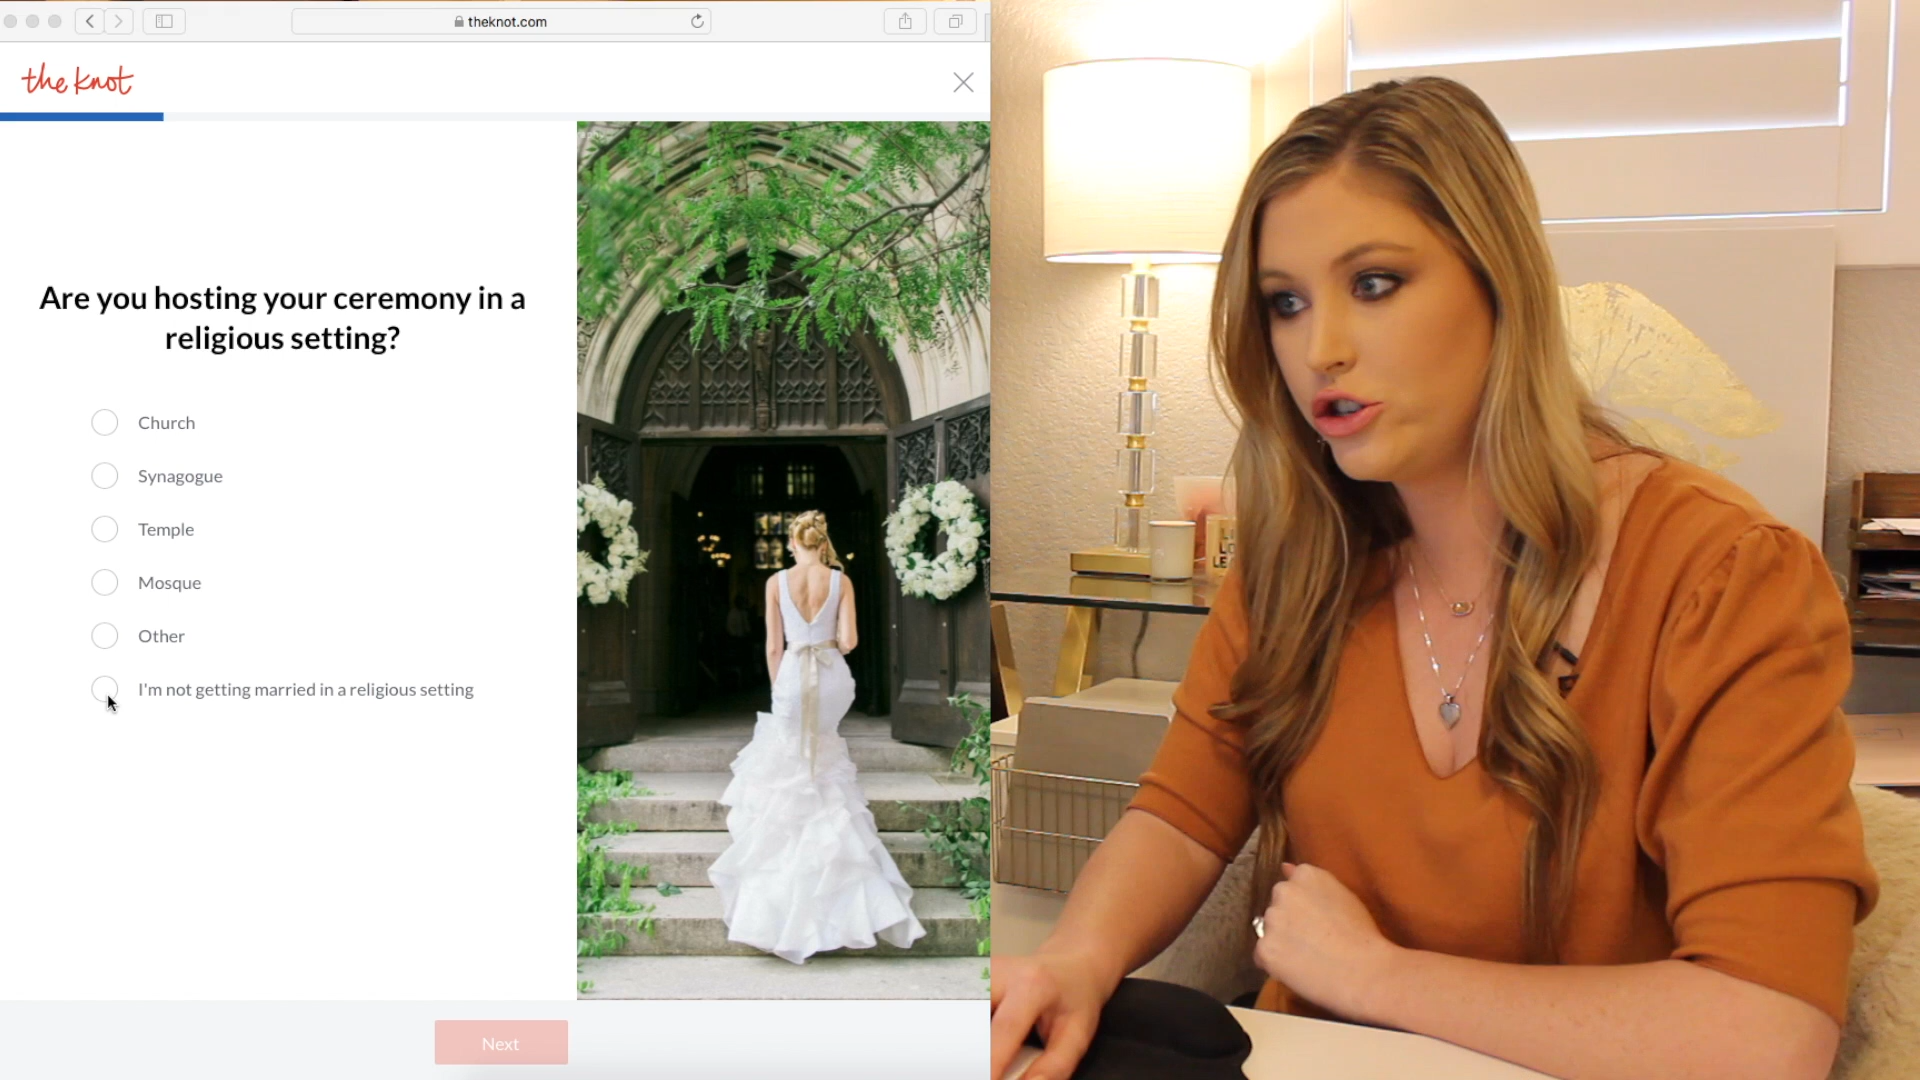 theknot.com
the knot
Are you hosting your ceremony in a
religious setting?
Church
Synagogue
Temple
Mosque
Other
I'm not getting married in a religious setting
Next